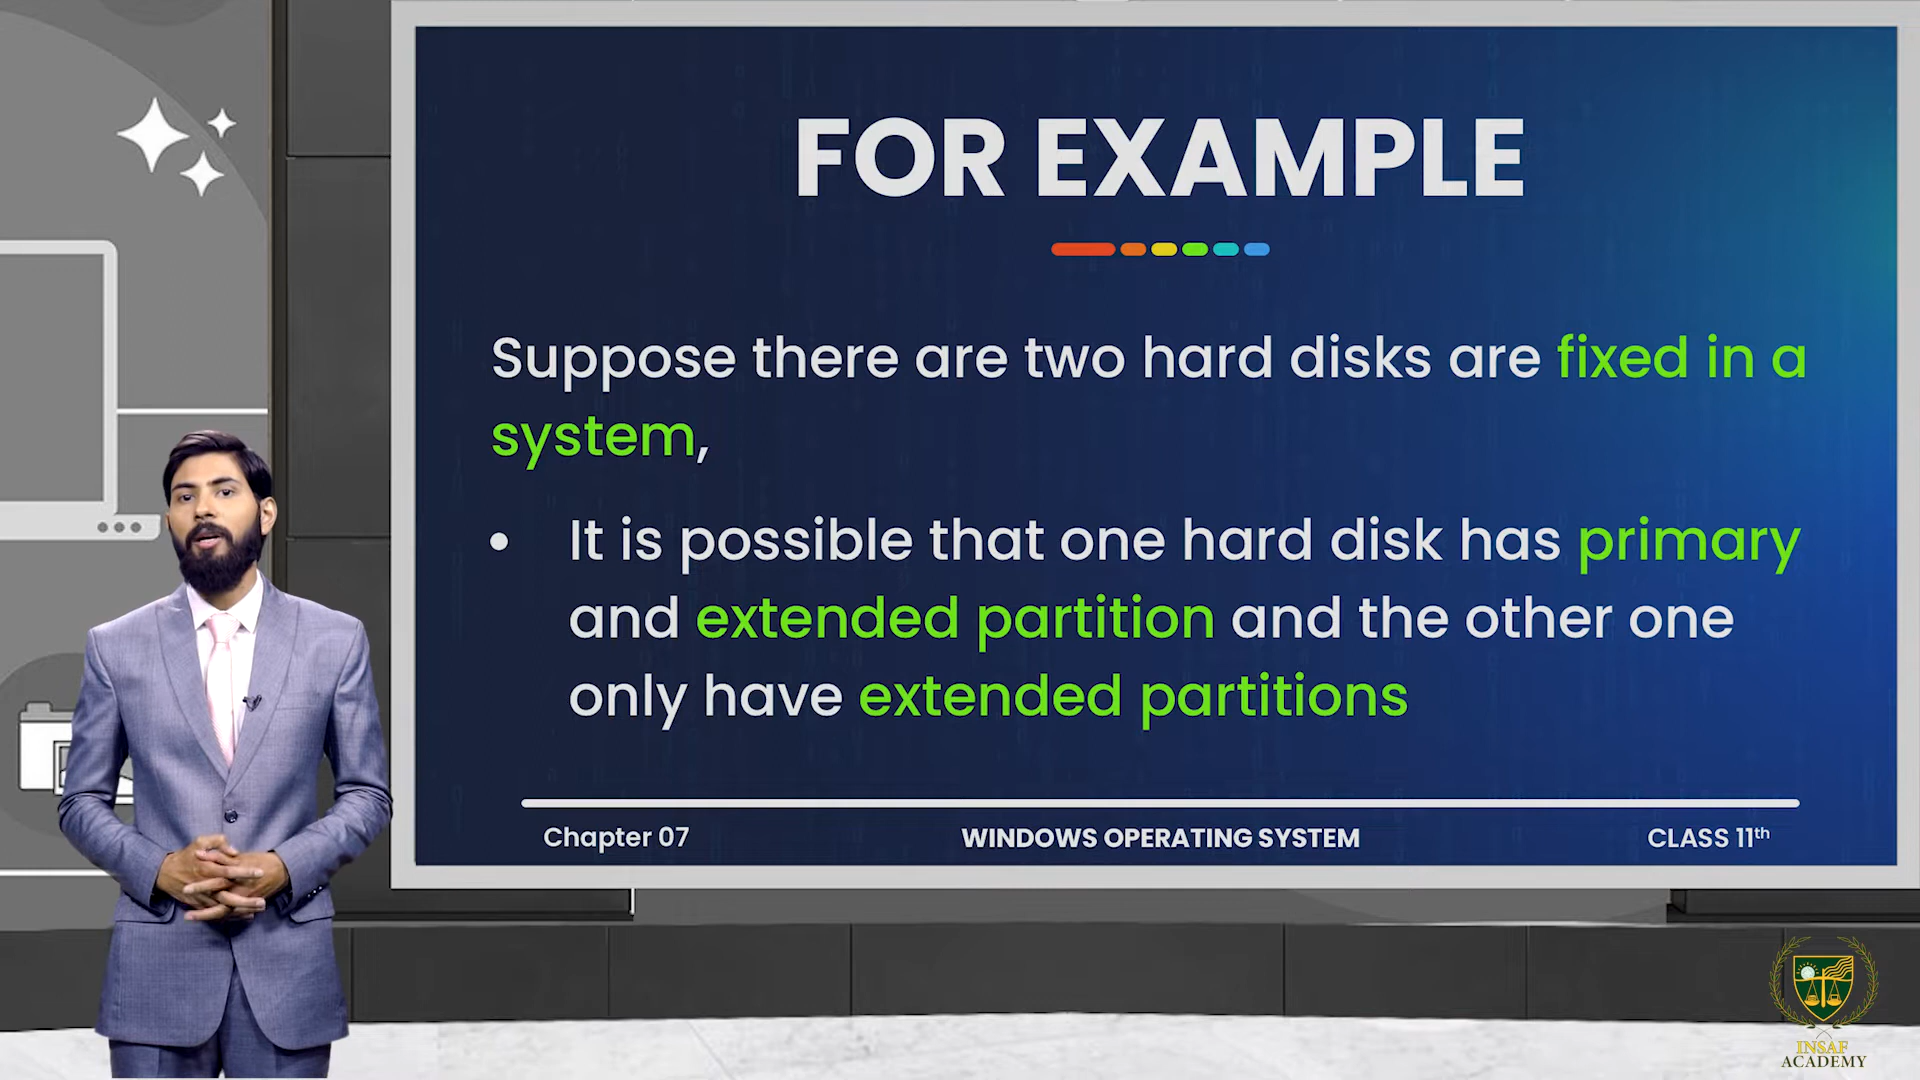 FOR EXAMPLE
Suppose there are two hard disks are fixed in a
system,
• It is possible that one hard disk has primary
and extended partition and the other one
only have extended partitions
Chapter 07
WINDOWS OPERATING SYSTEM
CLASS 11th
INSAF
ACADEMY